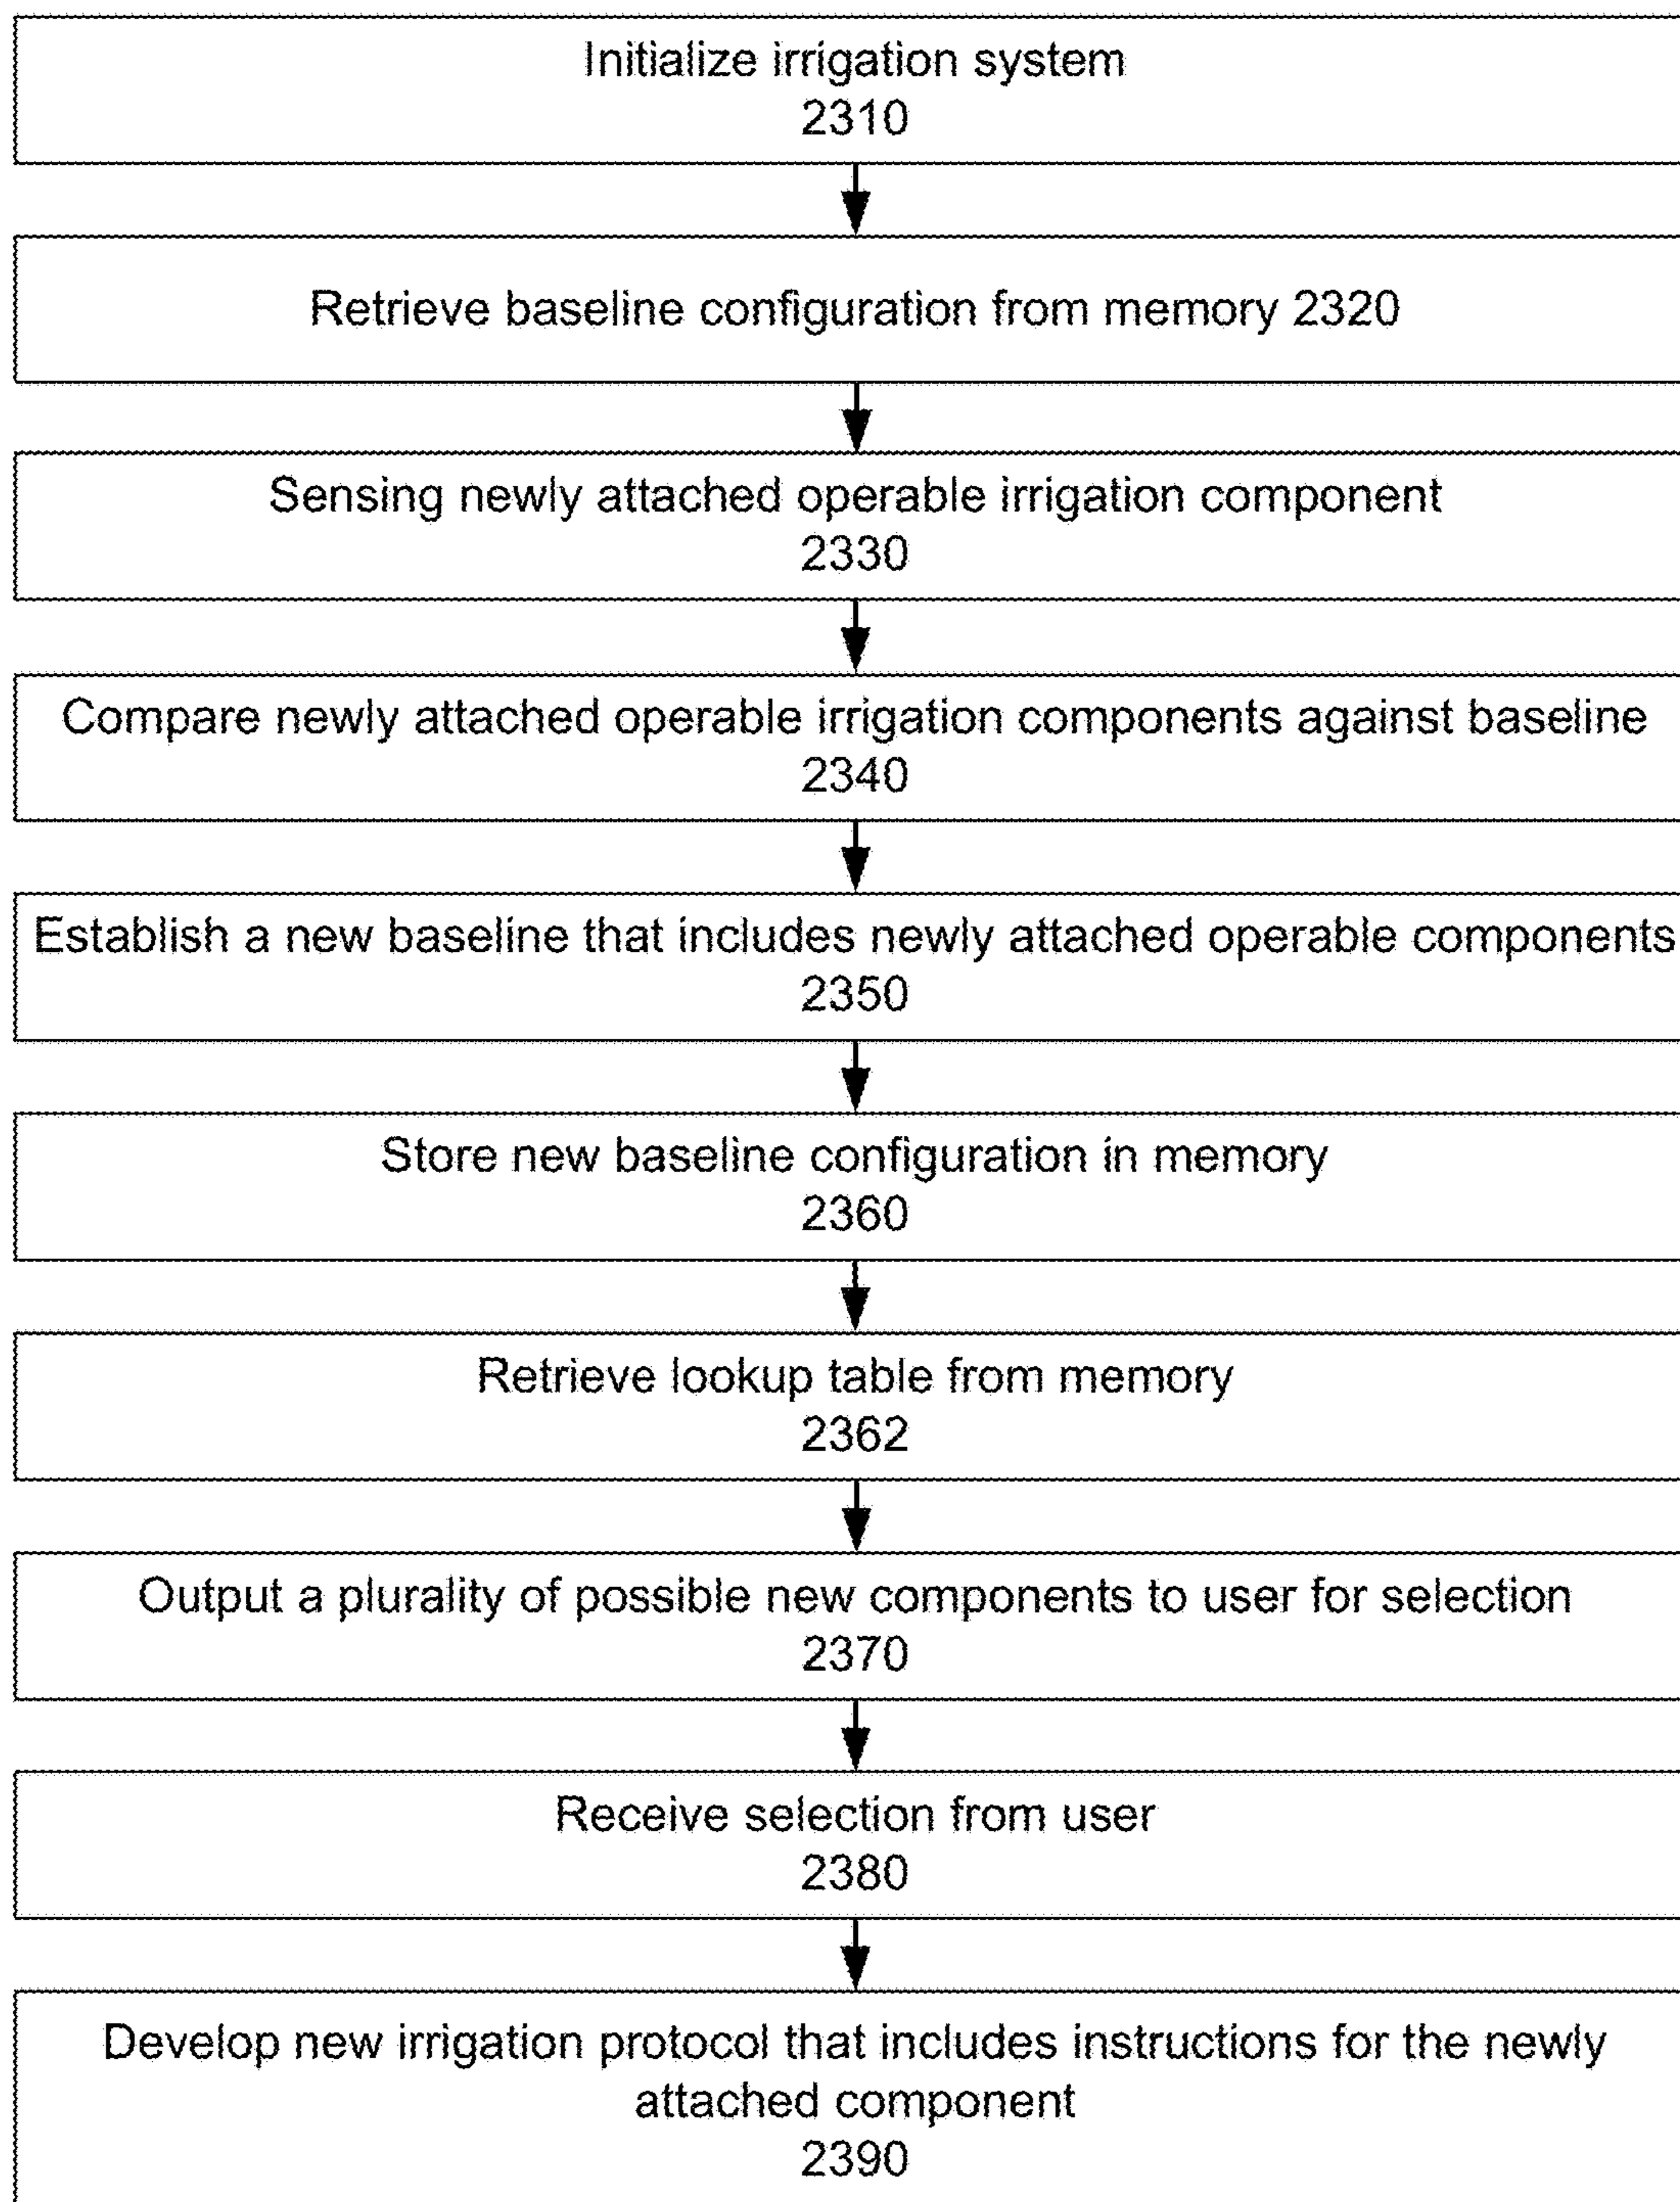 Initialize irrigation system
2310
Retrieve baseline configuration from memory 2320
Sensing newly attached operable irrigation component
2330
Compare newly attached operable irrigation components against baseline
2340
Establish a new baseline that includes newly attached operable components
2350
Store new baseline configuration in memory
2360
Retrieve lookup table from memory
2362
Output a plurality of possible new components to user for selection
2370
Receive selection from user
2380
Develop new irrigation protocol that includes instructions for the newly
attached component
2390